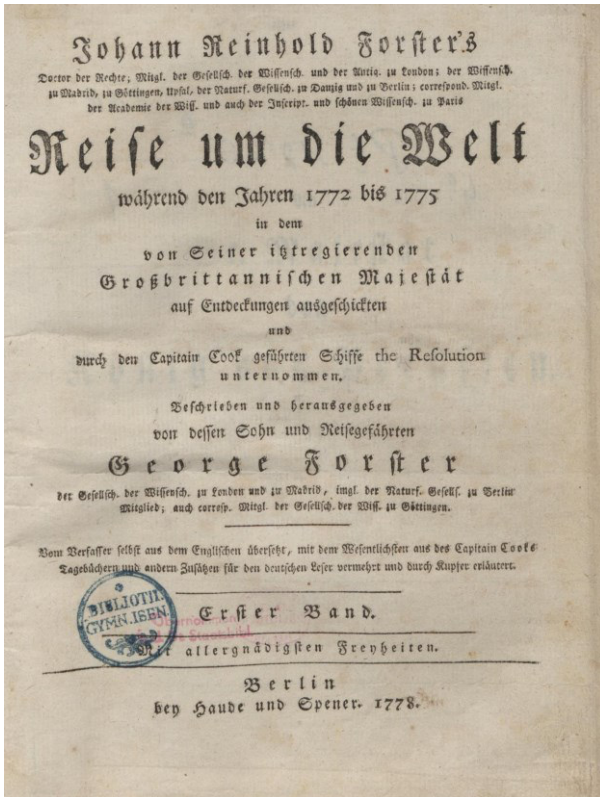 Johann Reinhold Forster's
Doctor der Rechte; Mitgl. der Gesellsch. der Wissensch. und der Antiq. zu London; der Wissensch.
zu Madrid, zu Göttingen, Upsal, der Naturf. Gesellsch. zu Danzig und zu Berlin; correspond. Mitgl.
der Academie der Wiss. und auch der Inscript. und schönen Wissensch. zu Paris
Reise um die Welt
während den Jahren 1772 bis 1775
in dem
von Seiner itztregierenden
Großbrittannischen Majestät
auf Entdeckungen ausgeschickten
und
durch den Capitain Cook geführten Schiffe the Resolution
unternommen.
Beschrieben und herausgegeben
von dessen Sohn und Reisegefährten
George Forster
der Gesellsch. der Wissensch. zu London und zu Madrid, imgl. der Naturf. Gesells. zu Berlin
Mitglied; auch corresp. Mitgl. der Gesellsch. der Wiss. zu Göttingen.
Vom Verfasser selbst aus dem Englischen übersetzt, mit dem Wesentlichsten aus des Capitain Cooks
Tagebüchern und andern Zusätzen für den deutschen Leser vermehrt und durch Kupfer erläutert.
Erster Band.
BIBLIOTH.
GYMN. ISEN.
Mit allergnädigsten Freyheiten.
Berlin
bey Haude und Spener. 1778.